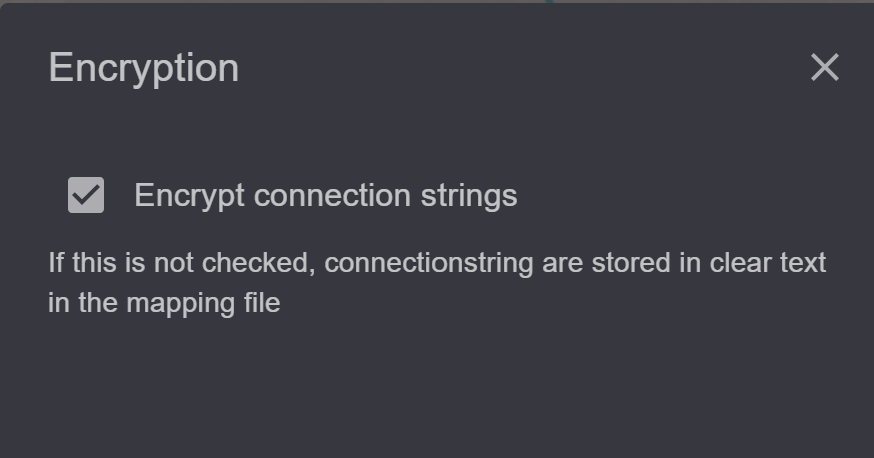 Encryption
Encrypt connection strings
If this is not checked, connectionstring are stored in clear text
in the mapping file